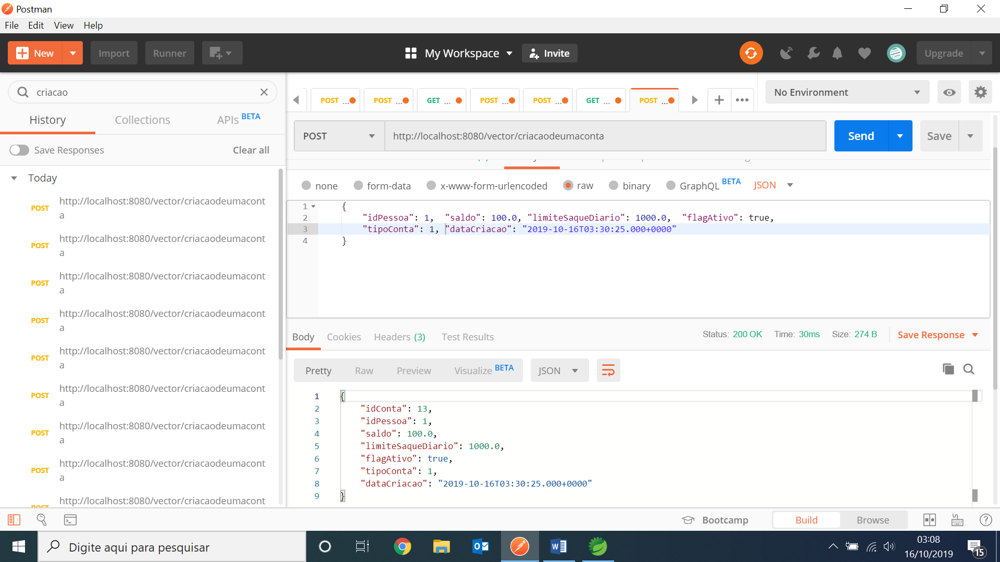 Postman
File Edit View Help
New Import Runner My Workspace Invite Upgrade
criacao
History Collections APIs BETA
Save Responses Clear all
Today
POST http://localhost:8080/vector/criacaodeumacont
a
POST http://localhost:8080/vector/criacaodeumacont
a
POST http://localhost:8080/vector/criacaodeumacont
a
POST http://localhost:8080/vector/criacaodeumacont
a
POST http://localhost:8080/vector/criacaodeumacont
a
POST http://localhost:8080/vector/criacaodeumacont
a
POST http://localhost:8080/vector/criacaodeumacont
a
POST http://localhost:8080/vector/criacaodeumacont
a
http://localhost:8080/vector/criacaodeumacont
POST ... POST ... GET ... POST ... POST ... GET ... POST ...
No Environment
POST http://localhost:8080/vector/criacaodeumaconta Send Save
none form-data x-www-form-urlencoded raw binary GraphQL BETA JSON
1 {
2 "idPessoa": 1, "saldo": 100.0, "limiteSaqueDiario": 1000.0, "flagAtivo": true,
3 "tipoConta": 1, "dataCriacao": "2019-10-16T03:30:25.000+0000"
4 }
Body Cookies Headers (3) Test Results Status: 200 OK Time: 30ms Size: 274 B Save Response
Pretty Raw Preview Visualize BETA JSON
1 {
2 "idConta": 13,
3 "idPessoa": 1,
4 "saldo": 100.0,
5 "limiteSaqueDiario": 1000.0,
6 "flagAtivo": true,
7 "tipoConta": 1,
8 "dataCriacao": "2019-10-16T03:30:25.000+0000"
9 }
Bootcamp Build Browse
Digite aqui para pesquisar
03:08
16/10/2019
15